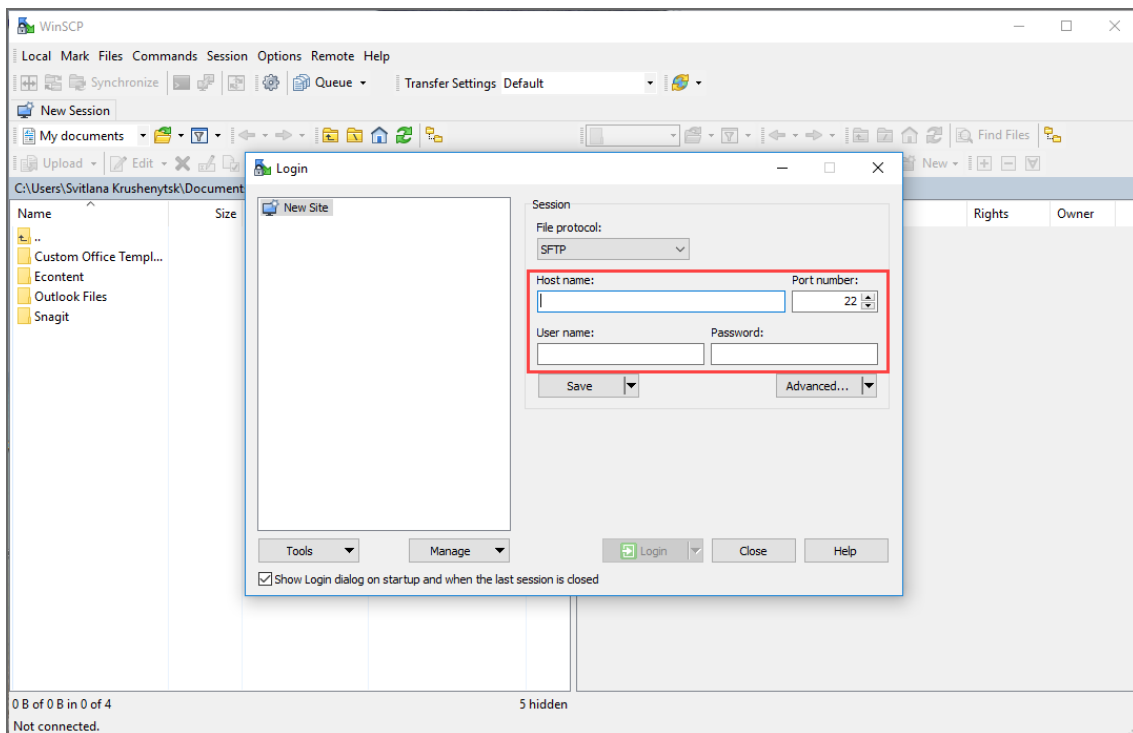 WinSCP
Local Mark Files Commands Session Options Remote Help
Synchronize Queue Transfer Settings Default
New Session
My documents Find Files
Upload Edit New
C:\Users\Svitlana Krushenytsk\Document
Name Size Rights Owner
..
Custom Office Templ...
Econtent
Outlook Files
Snagit
Login
New Site
Session
File protocol:
SFTP
Host name: Port number:
22
User name: Password:
Save Advanced...
Tools Manage Login Close Help
Show Login dialog on startup and when the last session is closed
0 B of 0 B in 0 of 4 5 hidden
Not connected.